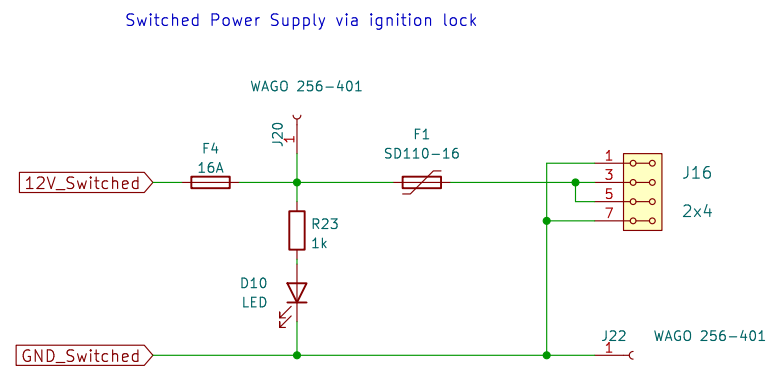 Switched Power Supply via ignition lock
WAGO 256-401
J20
1
F4
16A
F1
SD110-16
12V_Switched
1
3
5
7
J16
2x4
R23
1k
D10
LED
GND_Switched
J22
1
WAGO 256-401